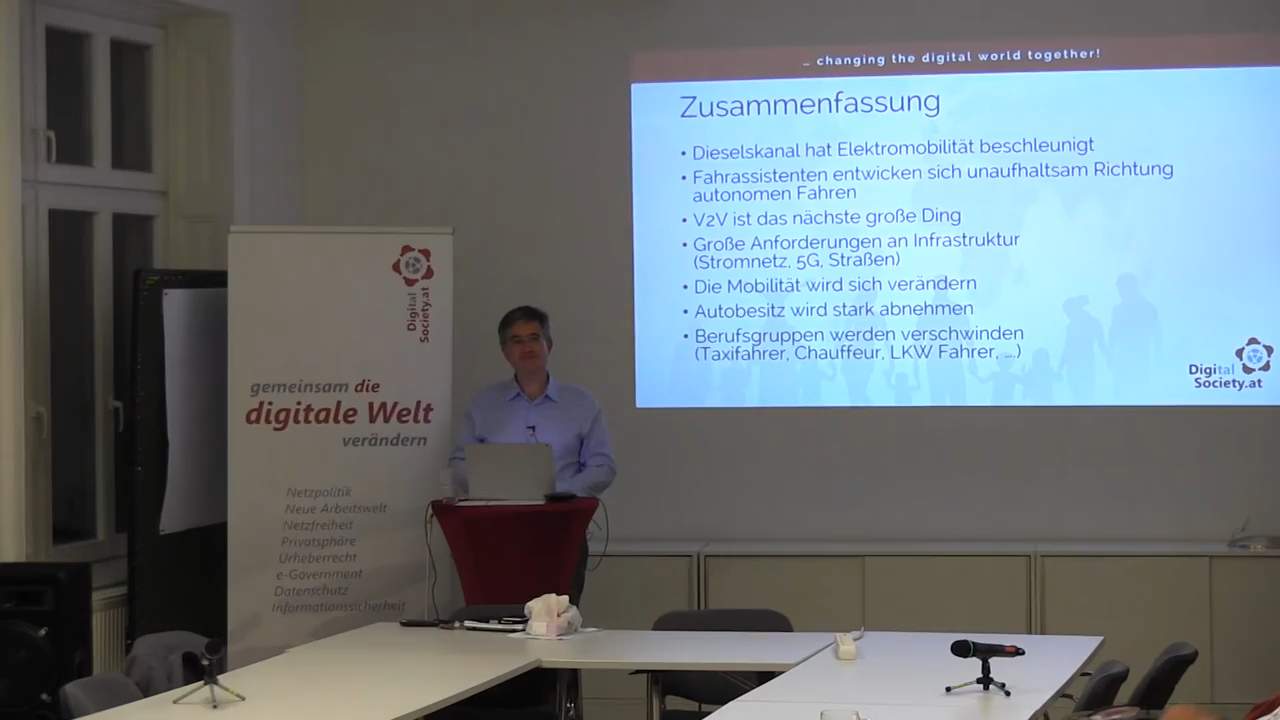 _ changing the digital world together!
Zusammenfassung
• Dieselskanal hat Elektromobilität beschleunigt
• Fahrassistenten entwicken sich unaufhaltsam Richtung
autonomen Fahren
• V2V ist das nächste große Ding
• Große Anforderungen an Infrastruktur
(Stromnetz, 5G, Straßen)
• Die Mobilität wird sich verändern
• Autobesitz wird stark abnehmen
• Berufsgruppen werden verschwinden
(Taxifahrer, Chauffeur, LKW Fahrer, ...)
Digital
Society.at
Digital
Society.at
gemeinsam die
digitale Welt
verändern
Netzpolitik
Neue Arbeitswelt
Netzfreiheit
Privatsphäre
Urheberrecht
e-Government
Datenschutz
Informationssicherheit